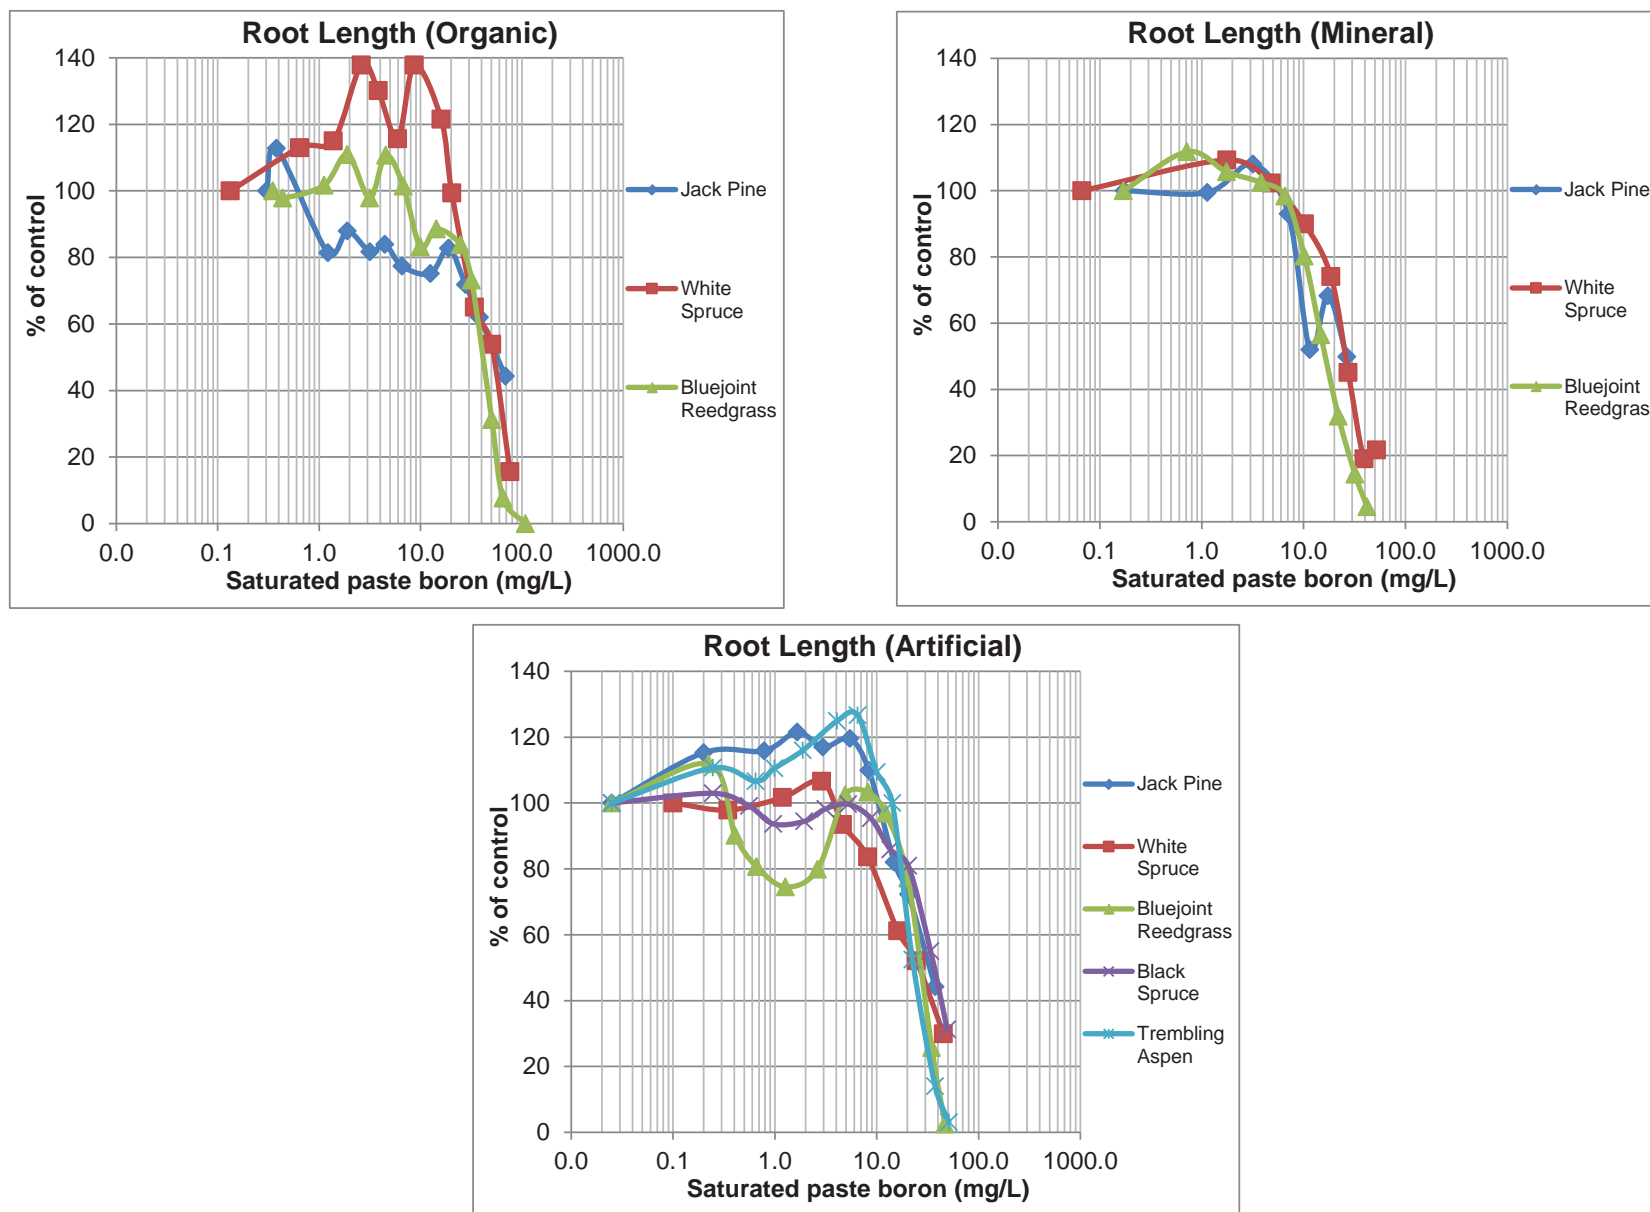 Root Length (Organic)
140
120
100
80
60
40
20
0
% of control
0.0 0.1 1.0 10.0 100.0 1000.0
Saturated paste boron (mg/L)
Jack Pine
White
Spruce
Bluejoint
Reedgrass
Root Length (Mineral)
140
120
100
80
60
40
20
0
% of control
0.0 0.1 1.0 10.0 100.0 1000.0
Saturated paste boron (mg/L)
Jack Pine
White
Spruce
Bluejoint
Reedgras
Root Length (Artificial)
140
120
100
80
60
40
20
0
% of control
0.0 0.1 1.0 10.0 100.0 1000.0
Saturated paste boron (mg/L)
Jack Pine
White
Spruce
Bluejoint
Reedgrass
Black
Spruce
Trembling
Aspen